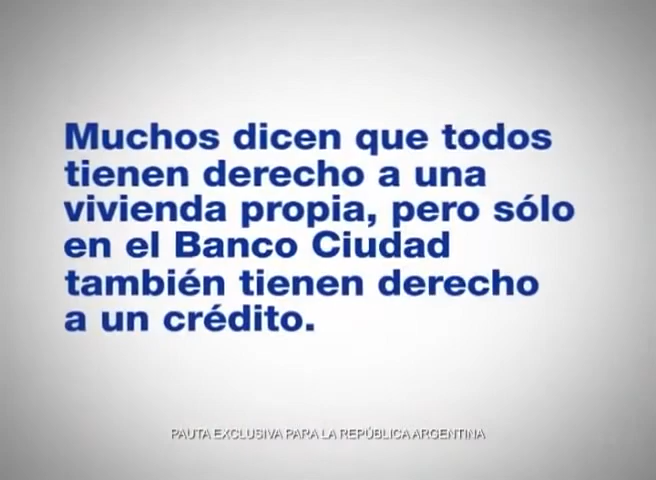 Muchos dicen que todos
tienen derecho a una
vivienda propia, pero sólo
en el Banco Ciudad
también tienen derecho
a un crédito.
PAUTA EXCLUSIVA PARA LA REPÚBLICA ARGENTINA